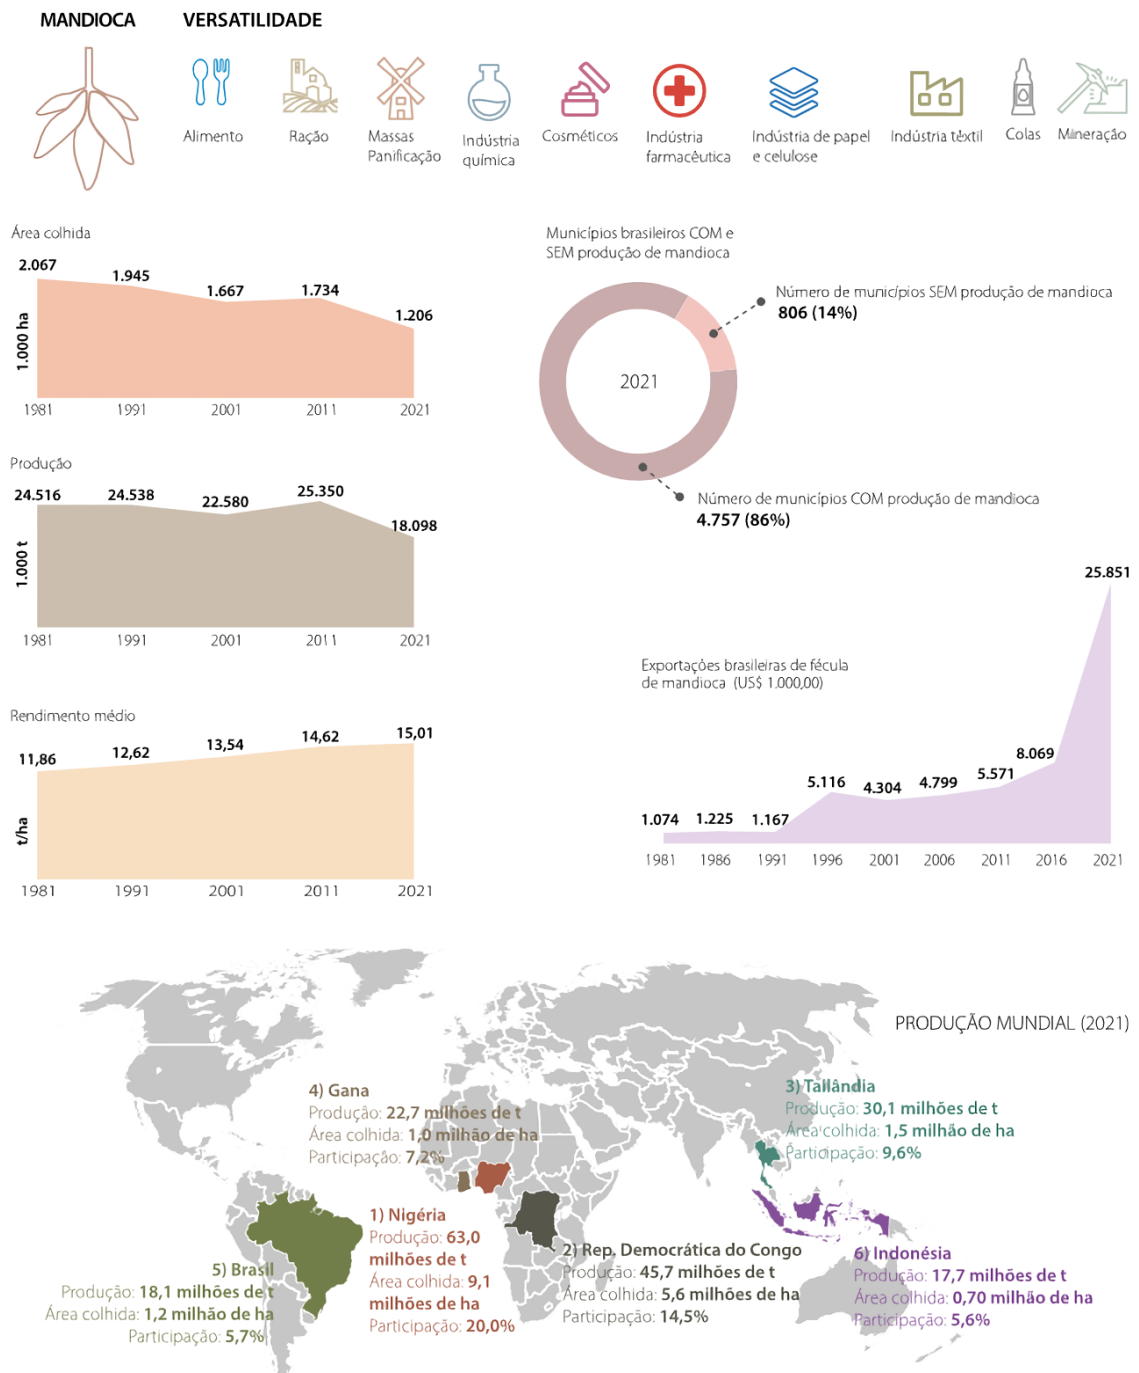 MANDIOCA
VERSATILIDADE
Alimento
Ração
Massas
Panificação
Indústria
química
Cosméticos
Indústria
farmacêutica
Indústria de papel
e celulose
Indústria têxtil
Colas
Mineração
Área colhida
2.067
1.945
1.667
1.734
1.206
1.000 ha
1981
1991
2001
2011
2021
Municípios brasileiros COM e
SEM produção de mandioca
Número de municípios SEM produção de mandioca
806 (14%)
2021
Número de municípios COM produção de mandioca
4.757 (86%)
Produção
24.516
24.538
22.580
25.350
18.098
1.000 t
1981
1991
2001
2011
2021
Rendimento médio
11,86
12,62
13,54
14,62
15,01
t/ha
1981
1991
2001
2011
2021
Exportações brasileiras de fécula
de mandioca (US$ 1.000,00)
1.074
1.225
1.167
5.116
4.304
4.799
5.571
8.069
25.851
1981
1986
1991
1996
2001
2006
2011
2016
2021
PRODUÇÃO MUNDIAL (2021)
4) Gana
Produção: 22,7 milhões de t
Área colhida: 1,0 milhão de ha
Participação: 7,2%
3) Tailândia
Produção: 30,1 milhões de t
Área colhida: 1,5 milhão de ha
Participação: 9,6%
1) Nigéria
Produção: 63,0
milhões de t
Área colhida: 9,1
milhões de ha
Participação: 20,0%
2) Rep. Democrática do Congo
Produção: 45,7 milhões de t
Área colhida: 5,6 milhões de ha
Participação: 14,5%
5) Brasil
Produção: 18,1 milhões de t
Área colhida: 1,2 milhão de ha
Participação: 5,7%
6) Indonésia
Produção: 17,7 milhões de t
Área colhida: 0,70 milhão de ha
Participação: 5,6%